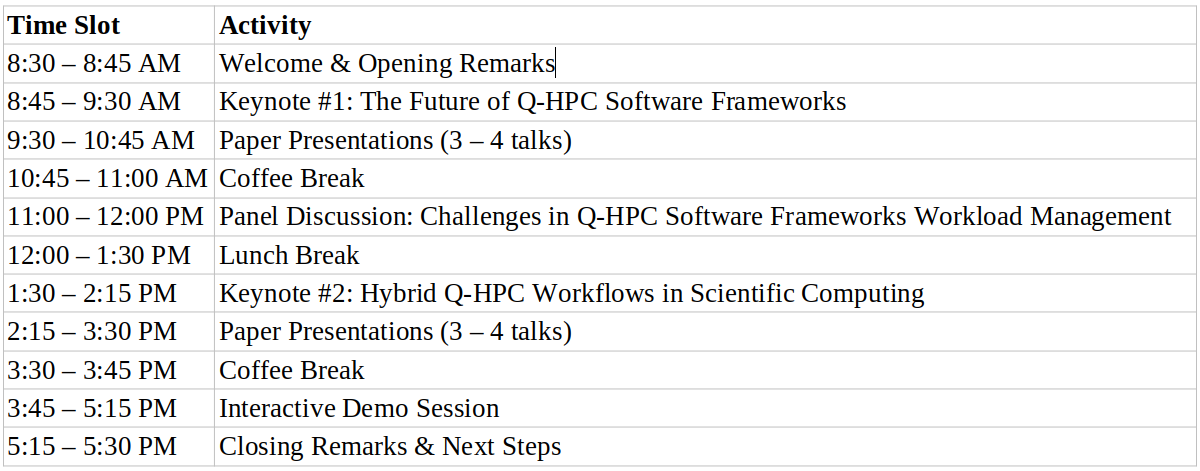 Time Slot Activity
8:30 – 8:45 AM Welcome & Opening Remarks
8:45 – 9:30 AM Keynote #1: The Future of Q-HPC Software Frameworks
9:30 – 10:45 AM Paper Presentations (3 – 4 talks)
10:45 – 11:00 AM Coffee Break
11:00 – 12:00 PM Panel Discussion: Challenges in Q-HPC Software Frameworks Workload Management
12:00 – 1:30 PM Lunch Break
1:30 – 2:15 PM Keynote #2: Hybrid Q-HPC Workflows in Scientific Computing
2:15 – 3:30 PM Paper Presentations (3 – 4 talks)
3:30 – 3:45 PM Coffee Break
3:45 – 5:15 PM Interactive Demo Session
5:15 – 5:30 PM Closing Remarks & Next Steps